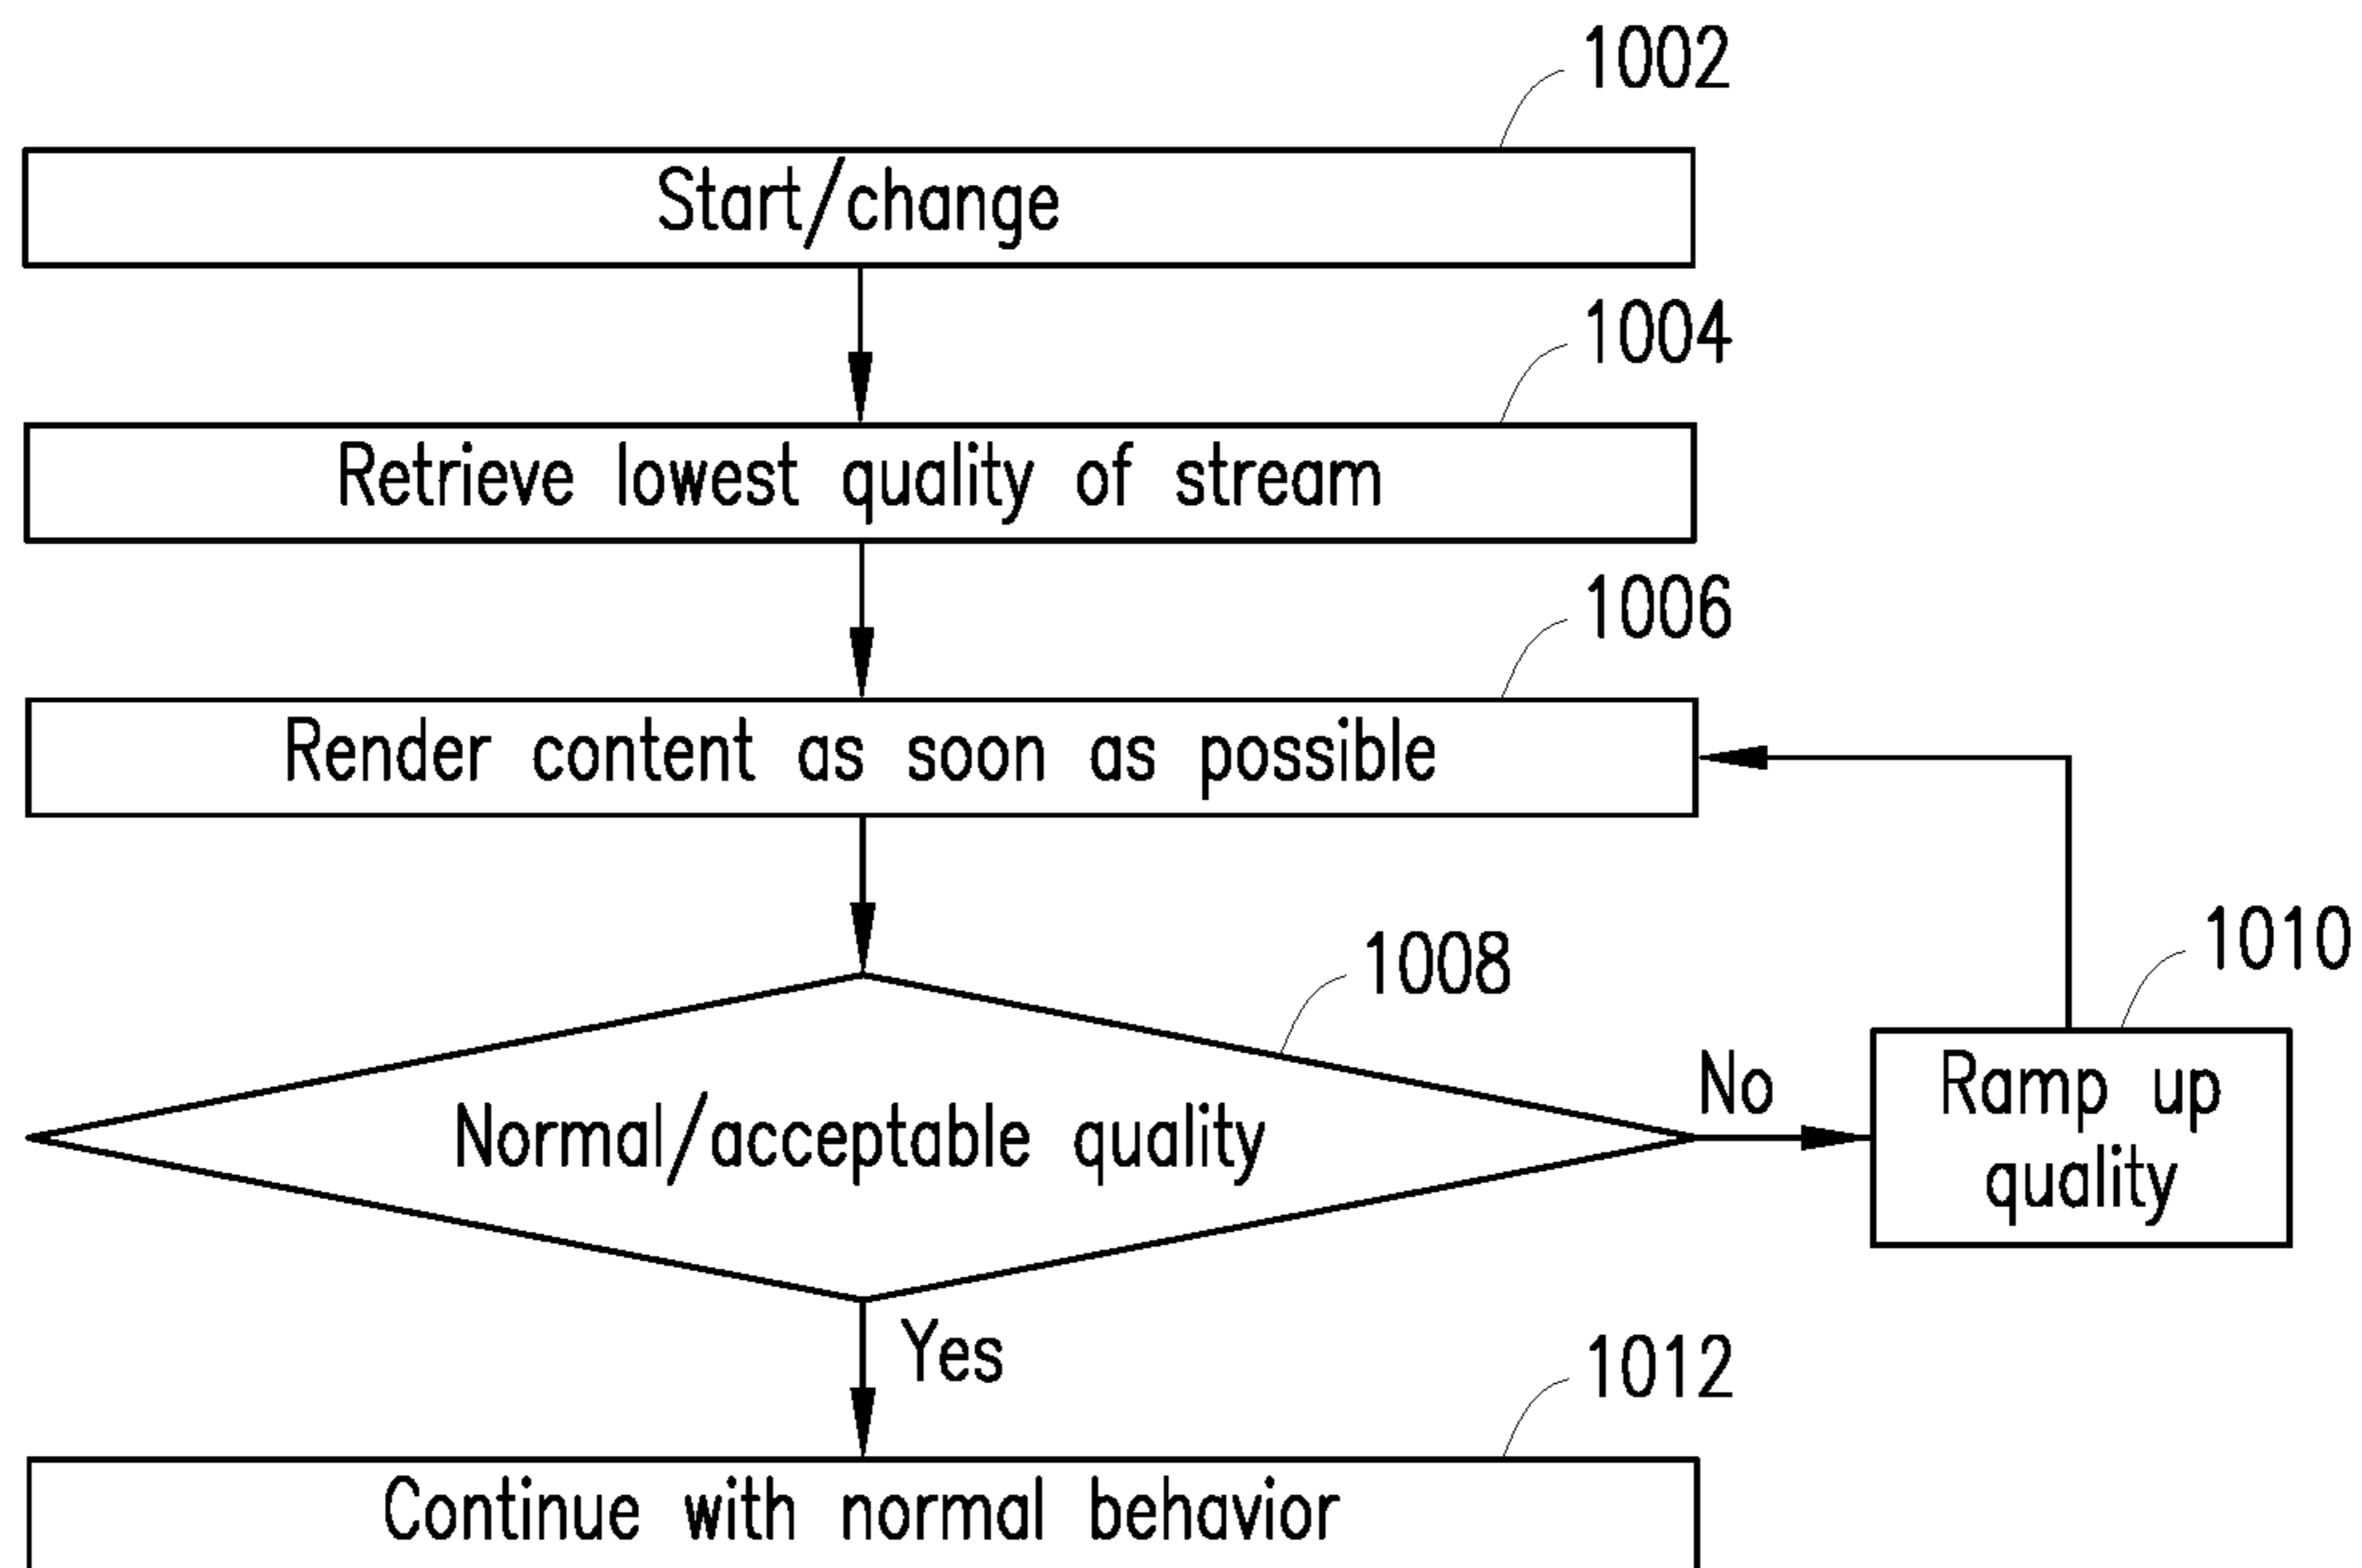 1002
Start/change
1004
Retrieve lowest quality of stream
1006
Render content as soon as possible
1008
Normal/acceptable quality
No
1010
Ramp up
quality
Yes
1012
Continue with normal behavior